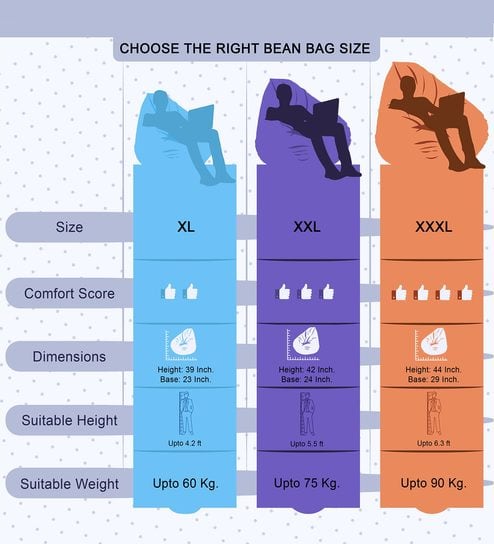 CHOOSE THE RIGHT BEAN BAG SIZE
Size
XL
XXL
XXXL
Comfort Score
Dimensions
Height: 39 Inch.
Base: 23 Inch.
Height: 42 Inch.
Base: 24 Inch.
Height: 44 Inch.
Base: 29 Inch.
Suitable Height
Upto 4.2 ft
Upto 5.5 ft
Upto 6.3 ft
Suitable Weight
Upto 60 Kg.
Upto 75 Kg.
Upto 90 Kg.